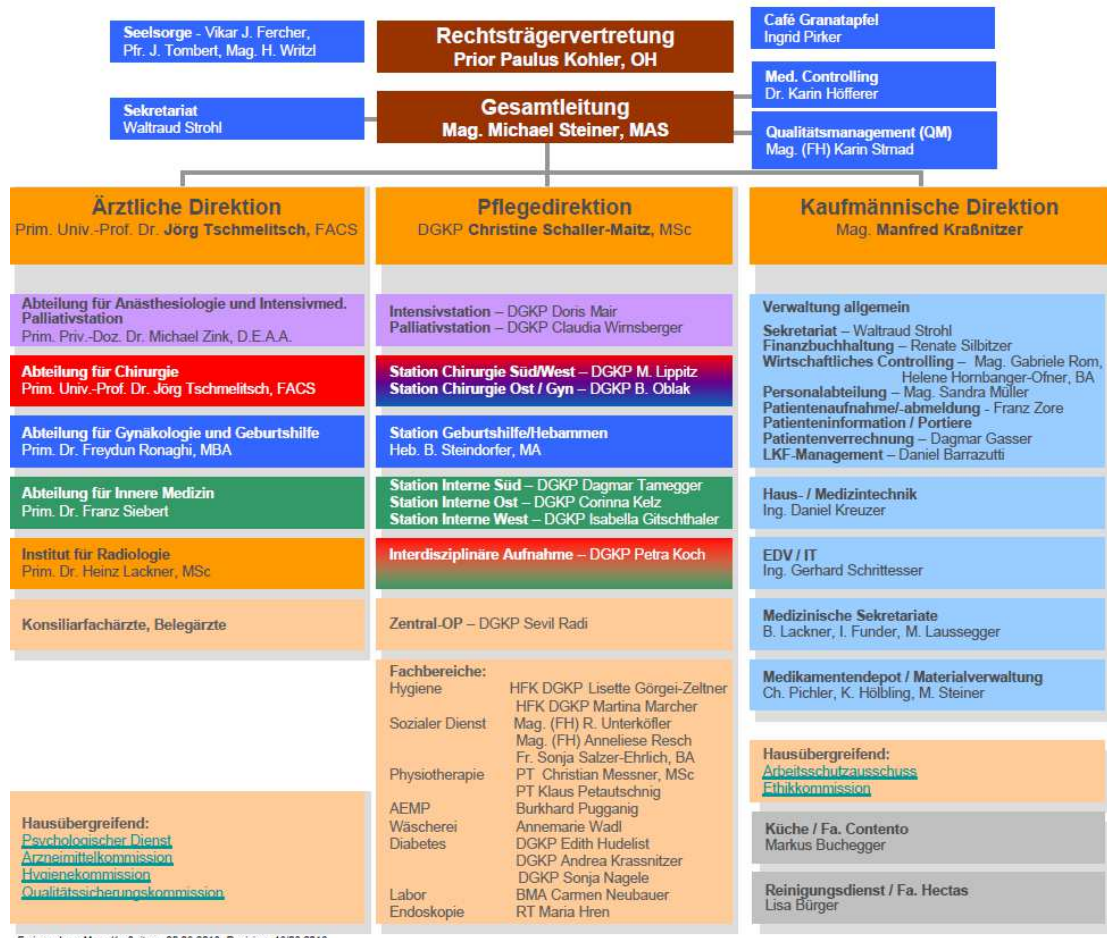 Seelsorge - Vikar J. Fercher,
Pfr. J. Tombert, Mag. H. Writzl
Rechtsträgervertretung
Prior Paulus Kohler, OH
Café Granatapfel
Ingrid Pirker
Med. Controlling
Dr. Karin Höfferer
Sekretariat
Waltraud Strohl
Gesamtleitung
Mag. Michael Steiner, MAS
Qualitätsmanagement (QM)
Mag. (FH) Karin Strnad
Ärztliche Direktion
Prim. Univ.-Prof. Dr. Jörg Tschmelitsch, FACS
Abteilung für Anästhesiologie und Intensivmed.
Palliativstation
Prim. Priv.-Doz. Dr. Michael Zink, D.E.A.A.
Abteilung für Chirurgie
Prim. Univ.-Prof. Dr. Jörg Tschmelitsch, FACS
Abteilung für Gynäkologie und Geburtshilfe
Prim. Dr. Freydun Ronaghi, MBA
Abteilung für Innere Medizin
Prim. Dr. Franz Siebert
Institut für Radiologie
Prim. Dr. Heinz Lackner, MSc
Konsiliarfachärzte, Belegärzte
Hausübergreifend:
Psychologischer Dienst
Arzneimittelkommission
Hygienekommission
Qualitätssicherungskommission
Pflegedirektion
DGKP Christine Schaller-Maitz, MSc
Intensivstation – DGKP Doris Mair
Palliativstation – DGKP Claudia Wirnsberger
Station Chirurgie Süd/West – DGKP M. Lippitz
Station Chirurgie Ost / Gyn – DGKP B. Oblak
Station Geburtshilfe/Hebammen
Heb. B. Steindorfer, MA
Station Interne Süd – DGKP Dagmar Tamegger
Station Interne Ost – DGKP Corinna Kelz
Station Interne West – DGKP Isabella Gitschthaler
Interdisziplinäre Aufnahme – DGKP Petra Koch
Zentral-OP – DGKP Sevil Radi
Fachbereiche:
Hygiene HFK DGKP Lisette Görgei-Zeltner
HFK DGKP Martina Marcher
Sozialer Dienst Mag. (FH) R. Unterköfler
Mag. (FH) Anneliese Resch
Fr. Sonja Salzer-Ehrlich, BA
Physiotherapie PT Christian Messner, MSc
PT Klaus Petautschnig
AEMP Burkhard Pugganig
Wäscherei Annemarie Wadl
Diabetes DGKP Edith Hudelist
DGKP Andrea Krassnitzer
DGKP Sonja Nagele
Labor BMA Carmen Neubauer
Endoskopie RT Maria Hren
Kaufmännische Direktion
Mag. Manfred Kraßnitzer
Verwaltung allgemein
Sekretariat – Waltraud Strohl
Finanzbuchhaltung – Renate Silbitzer
Wirtschaftliches Controlling – Mag. Gabriele Rom,
Helene Hornbanger-Ofner, BA
Personalabteilung – Mag. Sandra Müller
Patientenaufnahme/-abmeldung - Franz Zore
Patienteninformation / Portiere
Patientenverrechnung – Dagmar Gasser
LKF-Management – Daniel Barrazutti
Haus- / Medizintechnik
Ing. Daniel Kreuzer
EDV / IT
Ing. Gerhard Schrittesser
Medizinische Sekretariate
B. Lackner, I. Funder, M. Laussegger
Medikamentendepot / Materialverwaltung
Ch. Pichler, K. Hölbling, M. Steiner
Hausübergreifend:
Arbeitsschutzausschuss
Ethikkommission
Küche / Fa. Contento
Markus Buchegger
Reinigungsdienst / Fa. Hectas
Lisa Bürger